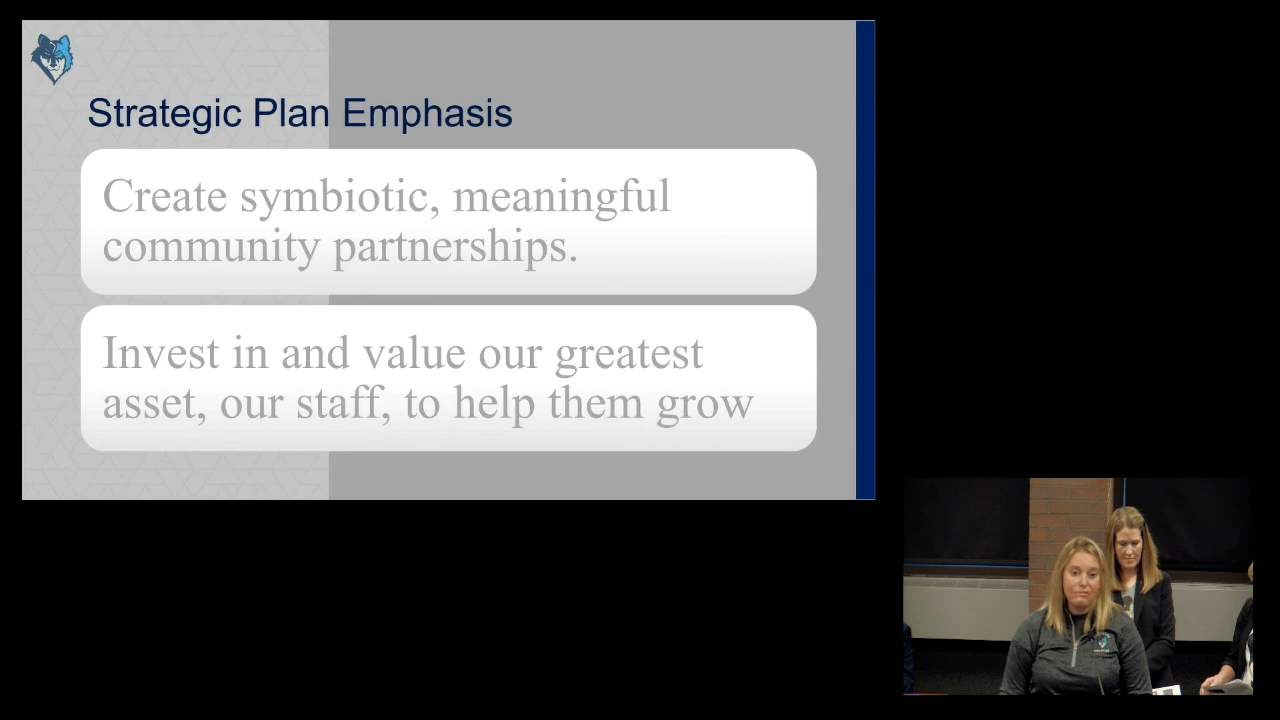 Strategic Plan Emphasis
Create symbiotic, meaningful
community partnerships.
Invest in and value our greatest
asset, our staff, to help them grow